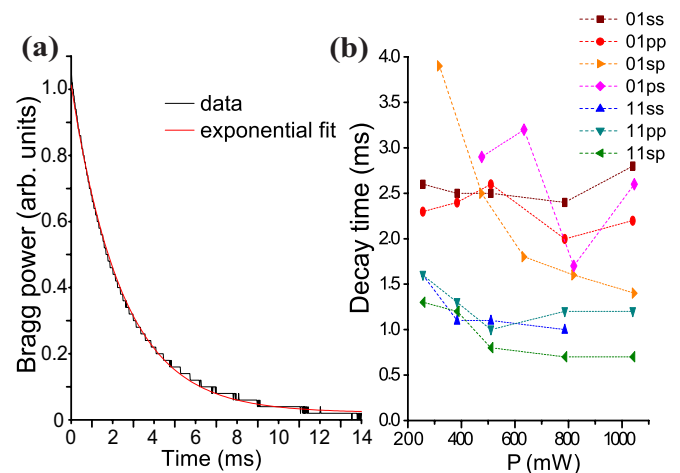 (a)
(b)
data
exponential fit
Bragg power (arb. units)
1.0
0.8
0.6
0.4
0.2
0
0 2 4 6 8 10 12 14
Time (ms)
01ss
01pp
01sp
01ps
11ss
11pp
11sp
Decay time (ms)
4.0
3.5
3.0
2.5
2.0
1.5
1.0
0.5
0.0
200 400 600 800 1000
P (mW)